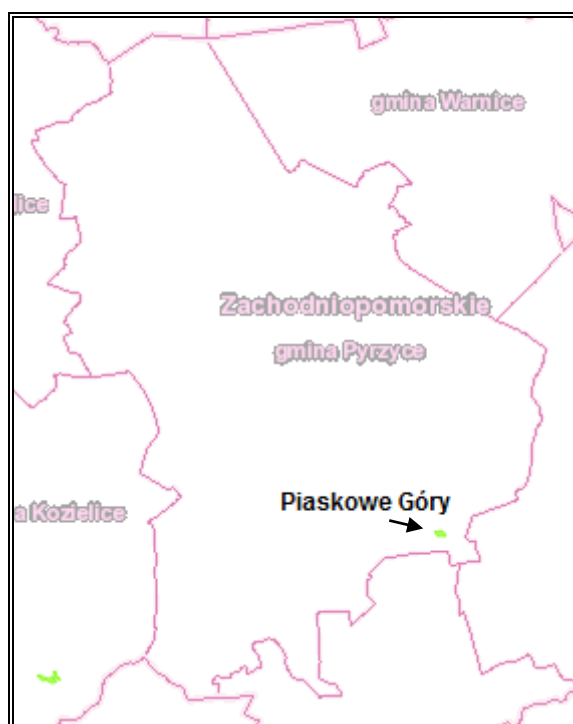 gmina Warnice
lice
Zachodniopomorskie
gmina Pyrzyce
Piaskowe Góry
a Kozielice